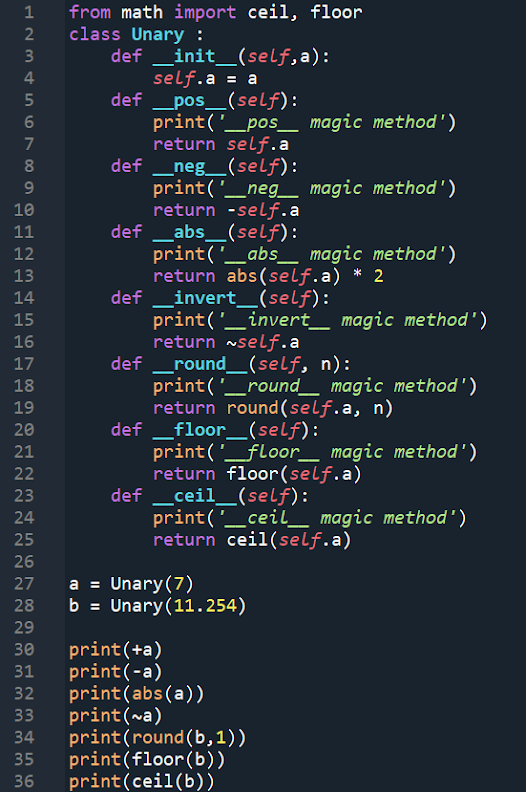 1 from math import ceil, floor
2 class Unary :
3     def __init__(self,a):
4         self.a = a
5     def __pos__(self):
6         print('__pos__ magic method')
7         return self.a
8     def __neg__(self):
9         print('__neg__ magic method')
10         return -self.a
11     def __abs__(self):
12         print('__abs__ magic method')
13         return abs(self.a) * 2
14     def __invert__(self):
15         print('__invert__ magic method')
16         return ~self.a
17     def __round__(self, n):
18         print('__round__ magic method')
19         return round(self.a, n)
20     def __floor__(self):
21         print('__floor__ magic method')
22         return floor(self.a)
23     def __ceil__(self):
24         print('__ceil__ magic method')
25         return ceil(self.a)
26
27 a = Unary(7)
28 b = Unary(11.254)
29
30 print(+a)
31 print(-a)
32 print(abs(a))
33 print(~a)
34 print(round(b,1))
35 print(floor(b))
36 print(ceil(b))